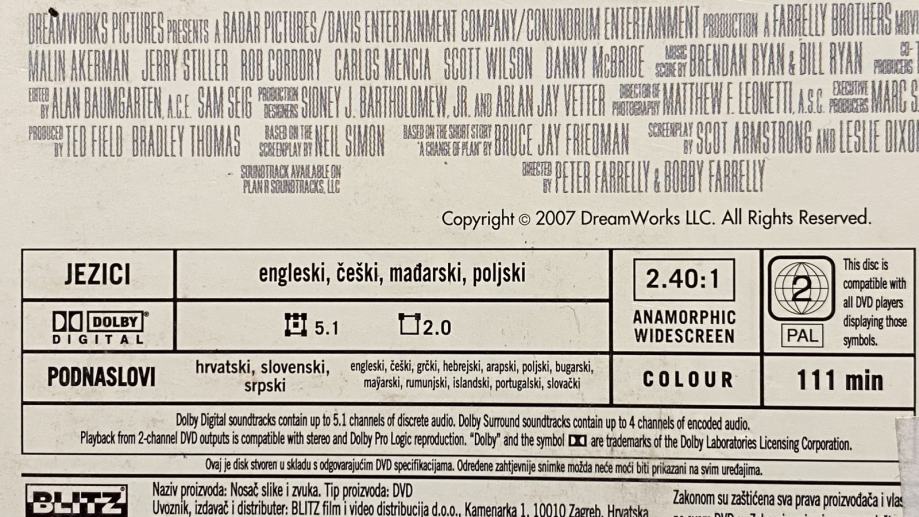 DREAMWORKS PICTURES PRESENTS A RADAR PICTURES/DAVIS ENTERTAINMENT COMPANY/CONUNDRUM ENTERTAINMENT PRODUCTION A FARRELLY BROTHERS
MALIN AKERMAN JERRY STILLER ROB CORDDRY CARLOS MENCIA SCOTT WILSON DANNY McBRIDE MUSIC SCORE BY BRENDAN RYAN & BILL RYAN CO-PRODUCERS
EDITED BY ALAN BAUMGARTEN, A.C.E. SAM SEIG PRODUCTION DESIGNERS SIDNEY J. BARTHOLOMEW, JR. AND ARLAN JAY VETTER DIRECTOR OF PHOTOGRAPHY MATTHEW F. LEONETTI, A.S.C. EXECUTIVE PRODUCERS MARC S
PRODUCED BY TED FIELD BRADLEY THOMAS BASED ON THE SCREENPLAY BY NEIL SIMON BASED ON THE SHORT STORY "A CHANGE OF PLAN" BY BRUCE JAY FRIEDMAN SCREENPLAY BY SCOT ARMSTRONG AND LESLIE DIXO
SOUNDTRACK AVAILABLE ON PLAN R SOUNDTRACKS, LLC DIRECTED BY PETER FARRELLY & BOBBY FARRELLY
Copyright © 2007 DreamWorks LLC. All Rights Reserved.
JEZICI
engleski, češki, mađarski, poljski
2.40:1
ANAMORPHIC
WIDESCREEN
2
PAL
This disc is
compatible with
all DVD players
displaying those
symbols.
DOLBY
DIGITAL
5.1 2.0
PODNASLOVI
hrvatski, slovenski,
srpski
engleski, češki, grčki, hebrejski, arapski, poljski, bugarski,
maÿarski, rumunjski, islandski, portugalski, slovački
COLOUR
111 min
Dolby Digital soundtracks contain up to 5.1 channels of discrete audio. Dolby Surround soundtracks contain up to 4 channels of encoded audio.
Playback from 2-channel DVD outputs is compatible with stereo and Dolby Pro Logic reproduction. "Dolby" and the symbol are trademarks of the Dolby Laboratories Licensing Corporation.
Ovaj je disk stvoren u skladu s odgovarajućim DVD specifikacijama. Određene zahtjevnije snimke možda neće moći biti prikazani na svim uređajima.
BLITZ
Naziv proizvoda: Nosač slike i zvuka. Tip proizvoda: DVD
Uvoznik, izdavač i distributer: BLITZ film i video distribucija d.o.o., Kamenarka 1, 10010 Zagreb, Hrvatska
Zakonom su zaštićena sva prava proizvođača i vlas